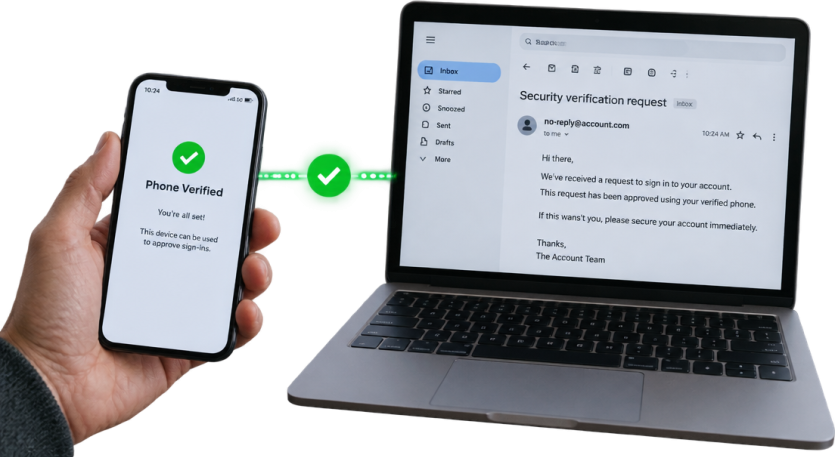 10:24
Phone Verified
You're all set!
This device can be used
to approve sign-ins.
Inbox
Starred
Snoozed
Sent
Drafts
More
Security verification request Inbox
no-reply@account.com
to me
10:24 AM
Hi there,
We've received a request to sign in to your account.
This request has been approved using your verified phone.
If this wans't you, please secure your account immediately.
Thanks,
The Account Team